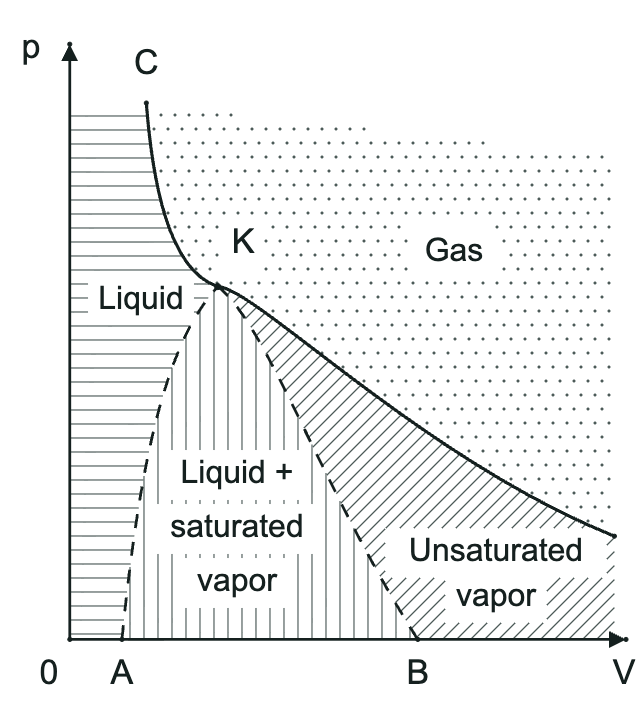 p
C
K
Gas
Liquid
Liquid +
saturated
vapor
Unsaturated
vapor
0
A
B
V